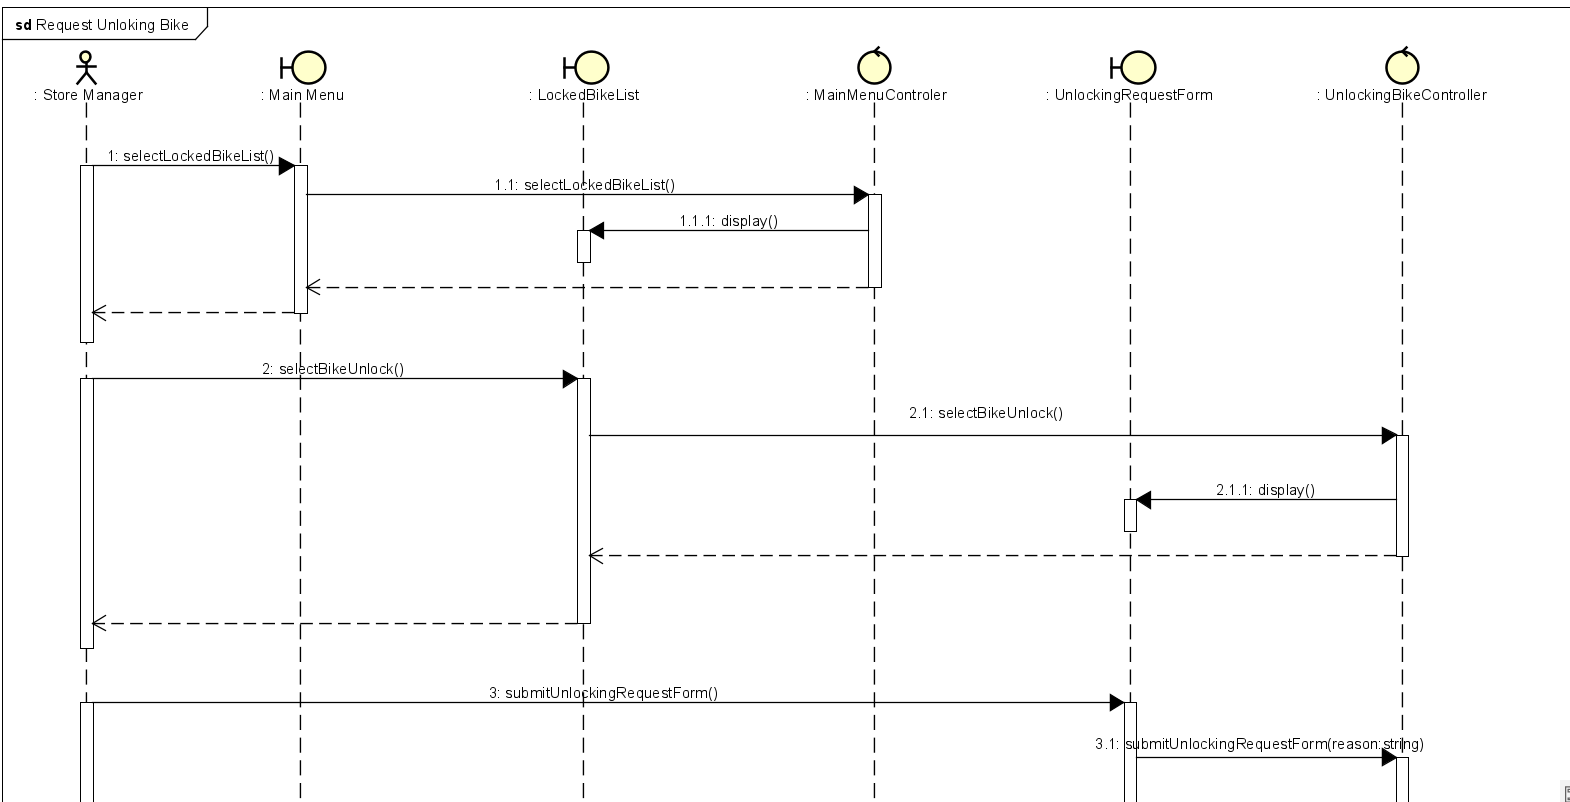 sd Request Unloking Bike
: Store Manager
: Main Menu
: LockedBikeList
: MainMenuControler
: UnlockingRequestForm
: UnlockingBikeController
1: selectLockedBikeList()
1.1: selectLockedBikeList()
1.1.1: display()
2: selectBikeUnlock()
2.1: selectBikeUnlock()
2.1.1: display()
3: submitUnlockingRequestForm()
3.1: submitUnlockingRequestForm(reason:string)